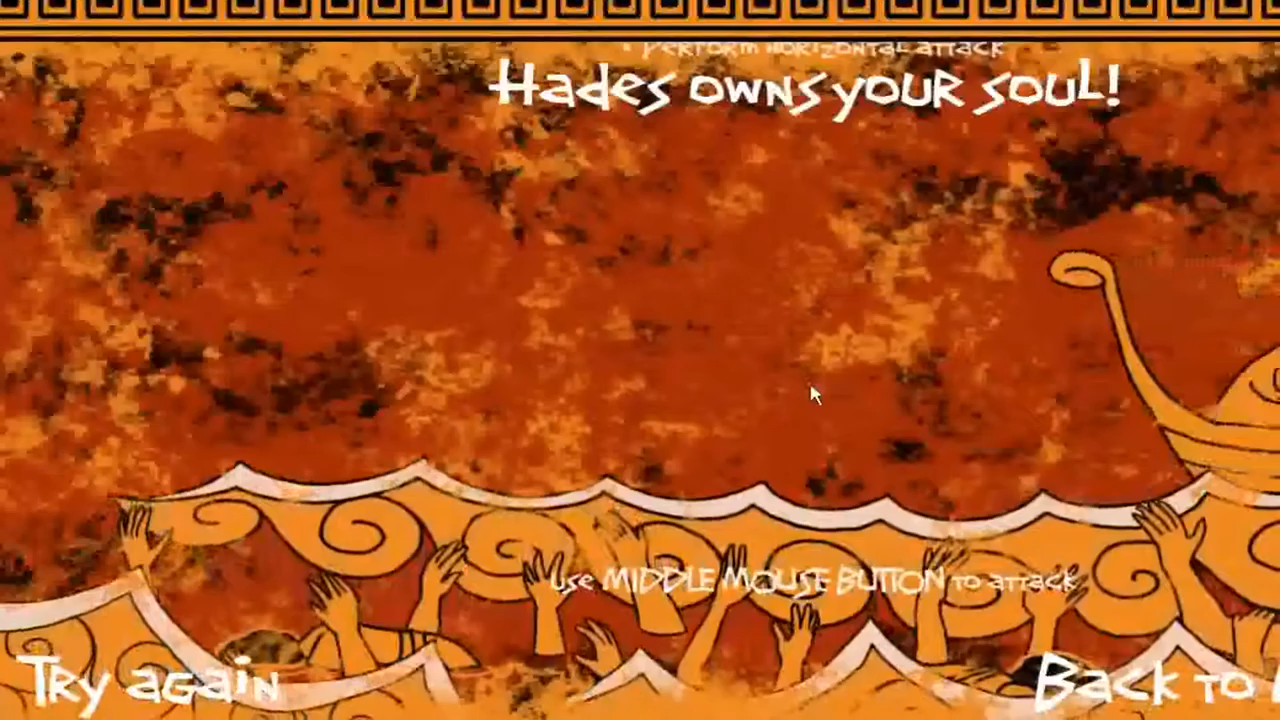 • PERFORM HORIZONTAL ATTACK
Hades owns your soul!
use MIDDLE MOUSE BUTTON to attack
Try again
Back to